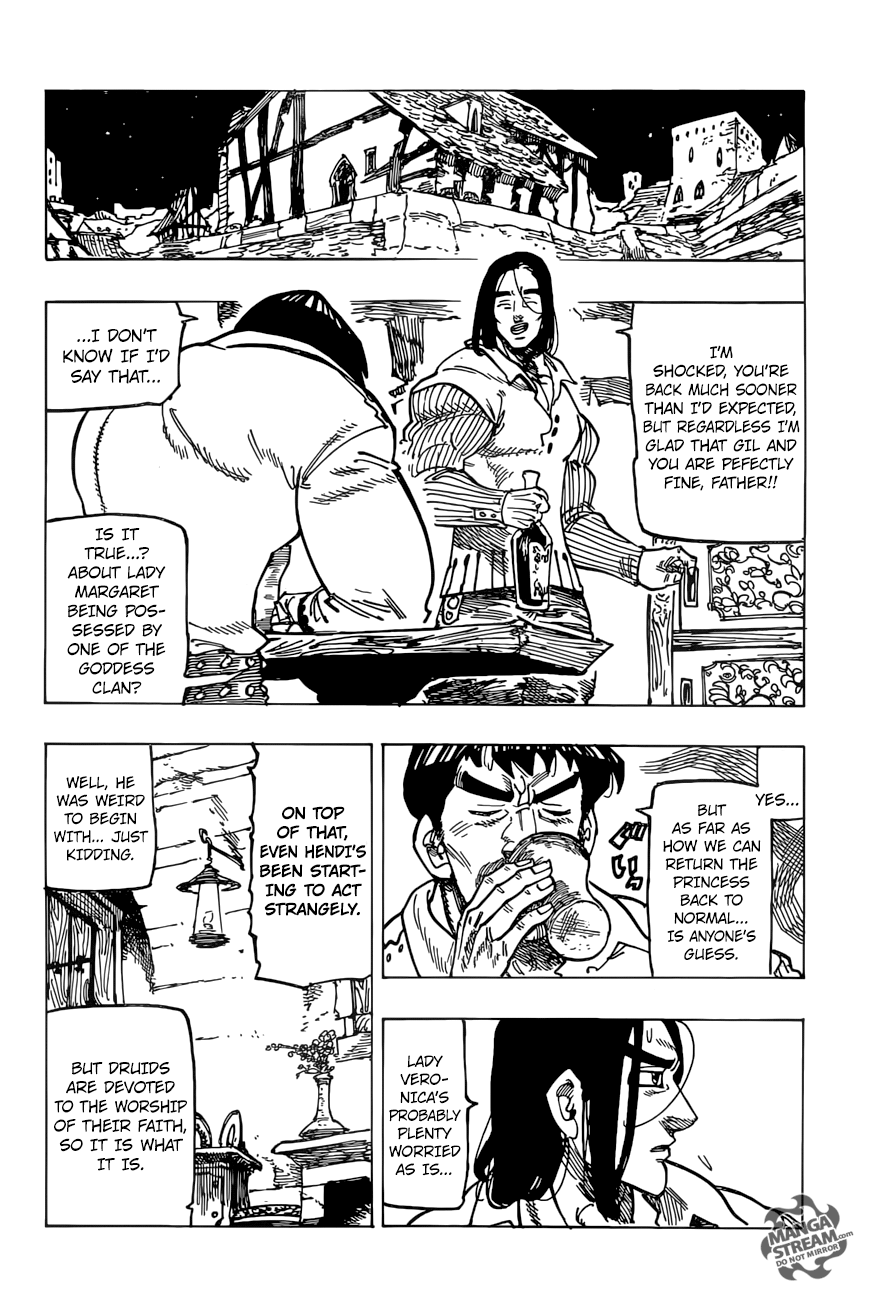 I'M
SHOCKED, YOU'RE
BACK MUCH SOONER
THAN I'D EXPECTED,
BUT REGARDLESS I'M
GLAD THAT GIL AND
YOU ARE PEFECTLY
FINE, FATHER!!
...I DON'T
KNOW IF I'D
SAY THAT...
IS IT
TRUE...?
ABOUT LADY
MARGARET
BEING POS-
SESSED BY
ONE OF THE
GODDESS
CLAN?
YES...
BUT
AS FAR AS
HOW WE CAN
RETURN THE
PRINCESS
BACK TO
NORMAL...
IS ANYONE'S
GUESS.
LADY
VERO-
NICA'S
PROBABLY
PLENTY
WORRIED
AS IS...
ON TOP
OF THAT,
EVEN HENDI'S
BEEN START-
ING TO ACT
STRANGELY.
WELL, HE
WAS WEIRD
TO BEGIN
WITH... JUST
KIDDING.
BUT DRUIDS
ARE DEVOTED
TO THE WORSHIP
OF THEIR FAITH,
SO IT IS WHAT
IT IS.
MANGA
STREAM.com
DO NOT MIRROR